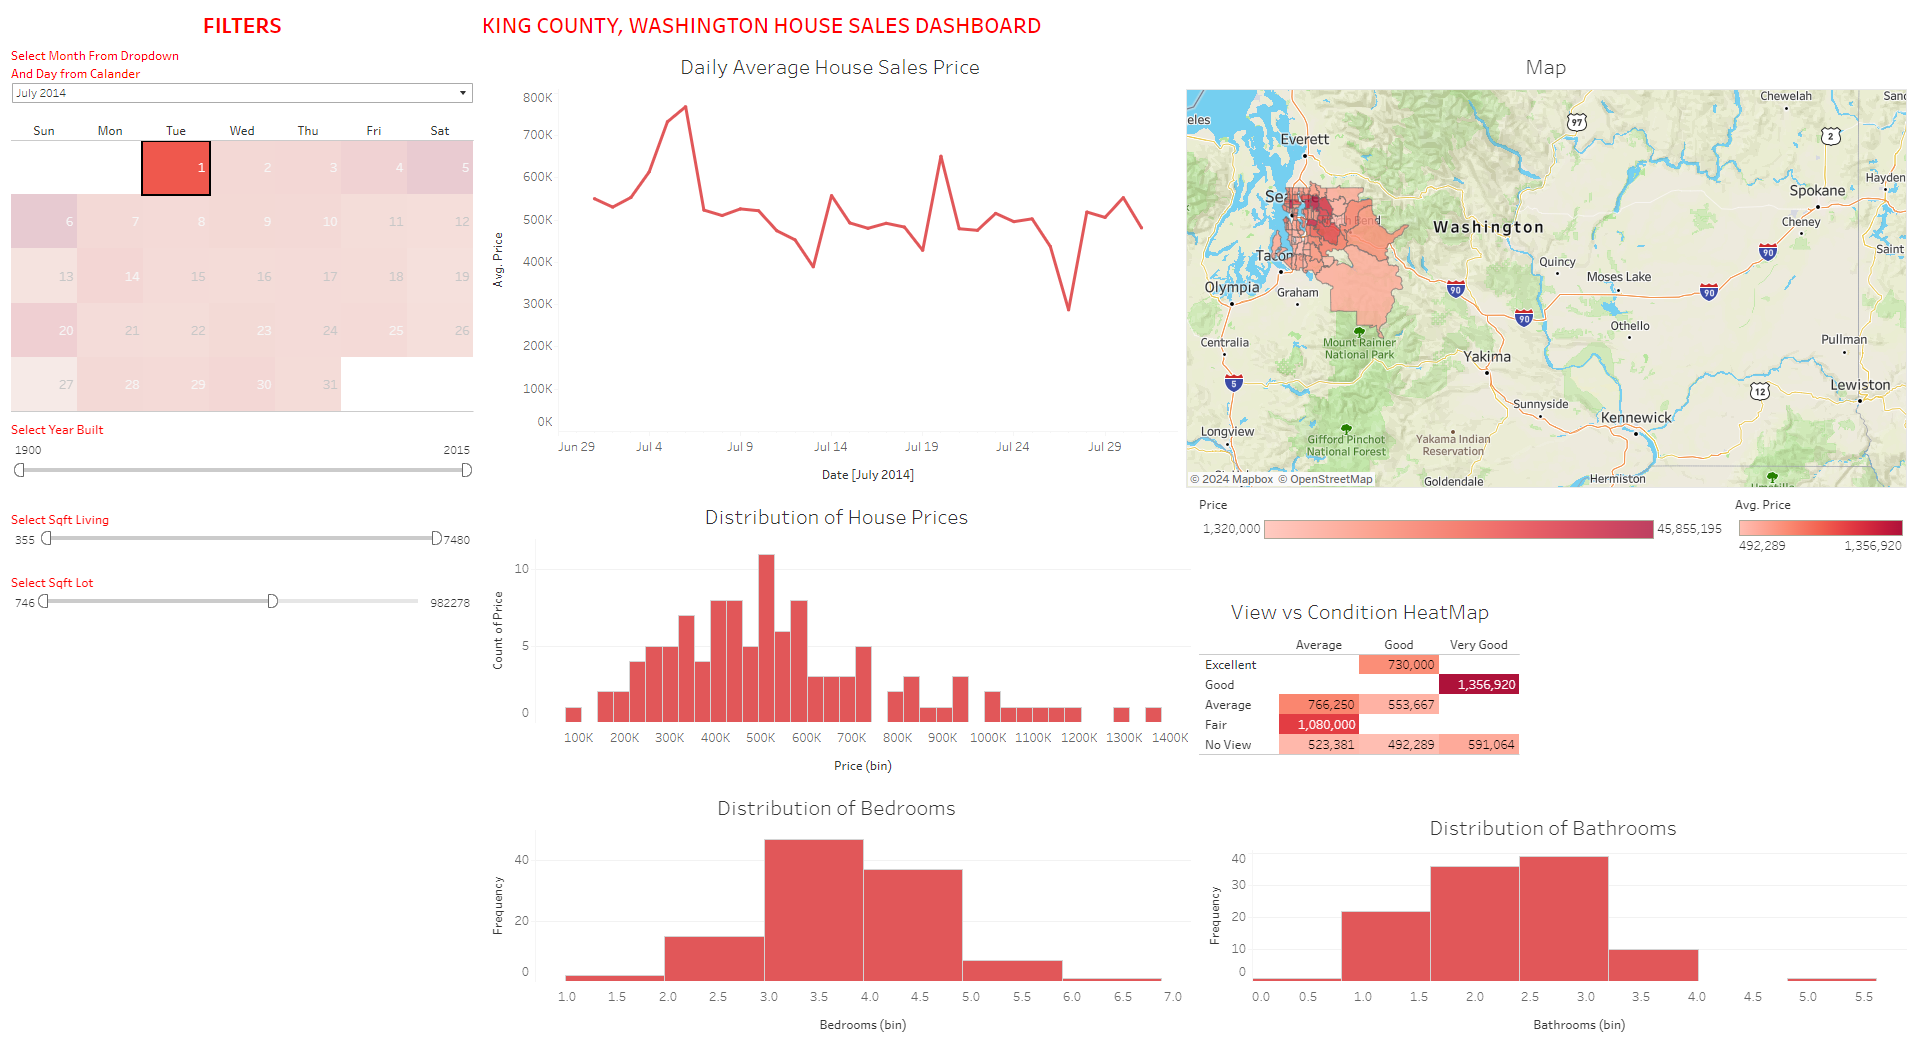 FILTERS
KING COUNTY, WASHINGTON HOUSE SALES DASHBOARD
Select Month From Dropdown
And Day from Calander
July 2014
Sun Mon Tue Wed Thu Fri Sat
1 2 3 4 5
6 7 8 9 10 11 12
13 14 15 16 17 18 19
20 21 22 23 24 25 26
27 28 29 30 31
Select Year Built
1900 2015
Select Sqft Living
355 7480
Select Sqft Lot
746 982278
Daily Average House Sales Price
Avg. Price
800K
700K
600K
500K
400K
300K
200K
100K
0K
Jun 29 Jul 4 Jul 9 Jul 14 Jul 19 Jul 24 Jul 29
Date [July 2014]
Map
Chewelah
97
2
Everett
Hayden
Spokane
Cheney
Washington
Saint
90
Quincy
Moses Lake
Olympia
Graham
90
90
90
Othello
Centralia
Mount Rainier
National Park
Pullman
Yakima
5
12
Lewiston
Sunnyside
Kennewick
Longview
Gifford Pinchot
National Forest
Yakama Indian
Reservation
© 2024 Mapbox © OpenStreetMap
Goldendale
Hermiston
Price
1,320,000 45,855,195
Avg. Price
492,289 1,356,920
Distribution of House Prices
Count of Price
10
5
0
100K 200K 300K 400K 500K 600K 700K 800K 900K 1000K 1100K 1200K 1300K 1400K
Price (bin)
View vs Condition HeatMap
Average Good Very Good
Excellent 730,000
Good 1,356,920
Average 766,250 553,667
Fair 1,080,000
No View 523,381 492,289 591,064
Distribution of Bedrooms
Frequency
40
20
0
1.0 1.5 2.0 2.5 3.0 3.5 4.0 4.5 5.0 5.5 6.0 6.5 7.0
Bedrooms (bin)
Distribution of Bathrooms
Frequency
40
30
20
10
0
0.0 0.5 1.0 1.5 2.0 2.5 3.0 3.5 4.0 4.5 5.0 5.5
Bathrooms (bin)